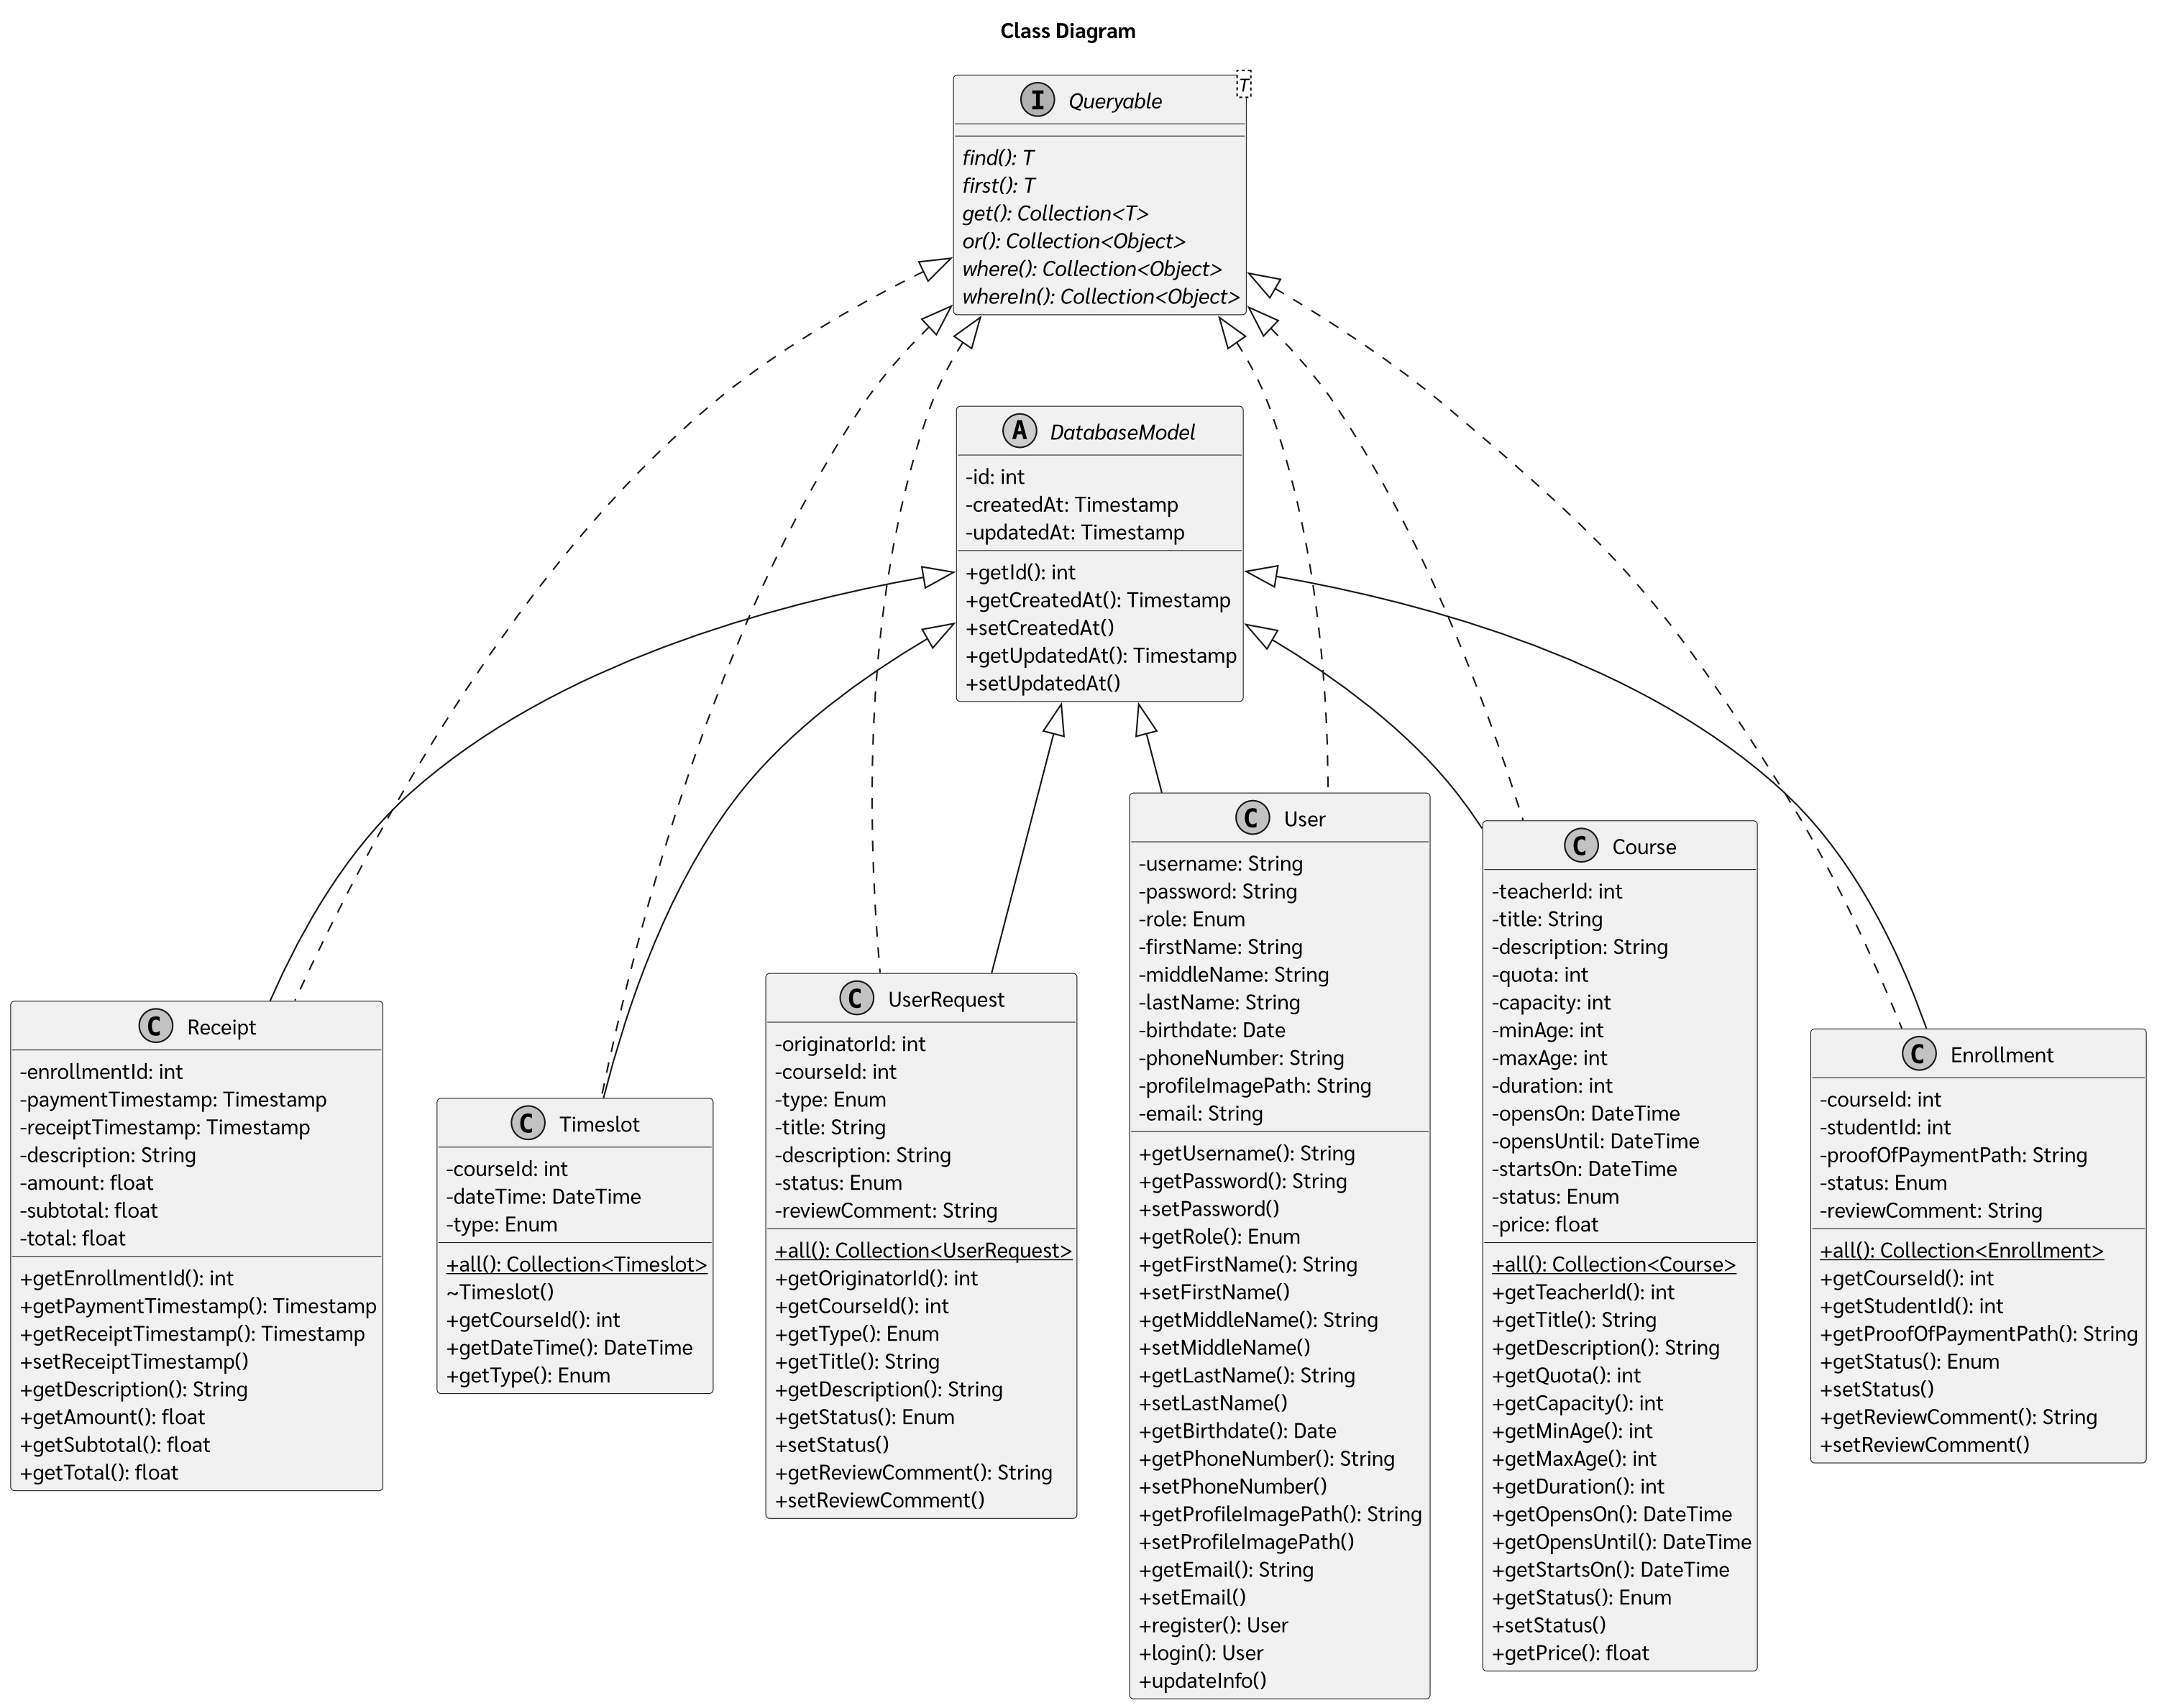 Class Diagram
T
I Queryable
find(): T
first(): T
get(): Collection<T>
or(): Collection<Object>
where(): Collection<Object>
whereIn(): Collection<Object>
A DatabaseModel
-id: int
-createdAt: Timestamp
-updatedAt: Timestamp
+getId(): int
+getCreatedAt(): Timestamp
+setCreatedAt()
+getUpdatedAt(): Timestamp
+setUpdatedAt()
C Receipt
-enrollmentId: int
-paymentTimestamp: Timestamp
-receiptTimestamp: Timestamp
-description: String
-amount: float
-subtotal: float
-total: float
+getEnrollmentId(): int
+getPaymentTimestamp(): Timestamp
+getReceiptTimestamp(): Timestamp
+setReceiptTimestamp()
+getDescription(): String
+getAmount(): float
+getSubtotal(): float
+getTotal(): float
C Timeslot
-courseId: int
-dateTime: DateTime
-type: Enum
+all(): Collection<Timeslot>
~Timeslot()
+getCourseId(): int
+getDateTime(): DateTime
+getType(): Enum
C UserRequest
-originatorId: int
-courseId: int
-type: Enum
-title: String
-description: String
-status: Enum
-reviewComment: String
+all(): Collection<UserRequest>
+getOriginatorId(): int
+getCourseId(): int
+getType(): Enum
+getTitle(): String
+getDescription(): String
+getStatus(): Enum
+setStatus()
+getReviewComment(): String
+setReviewComment()
C User
-username: String
-password: String
-role: Enum
-firstName: String
-middleName: String
-lastName: String
-birthdate: Date
-phoneNumber: String
-profileImagePath: String
-email: String
+getUsername(): String
+getPassword(): String
+setPassword()
+getRole(): Enum
+getFirstName(): String
+setFirstName()
+getMiddleName(): String
+setMiddleName()
+getLastName(): String
+setLastName()
+getBirthdate(): Date
+getPhoneNumber(): String
+setPhoneNumber()
+getProfileImagePath(): String
+setProfileImagePath()
+getEmail(): String
+setEmail()
+register(): User
+login(): User
+updateInfo()
C Course
-teacherId: int
-title: String
-description: String
-quota: int
-capacity: int
-minAge: int
-maxAge: int
-duration: int
-opensOn: DateTime
-opensUntil: DateTime
-startsOn: DateTime
-status: Enum
-price: float
+all(): Collection<Course>
+getTeacherId(): int
+getTitle(): String
+getDescription(): String
+getQuota(): int
+getCapacity(): int
+getMinAge(): int
+getMaxAge(): int
+getDuration(): int
+getOpensOn(): DateTime
+getOpensUntil(): DateTime
+getStartsOn(): DateTime
+getStatus(): Enum
+setStatus()
+getPrice(): float
C Enrollment
-courseId: int
-studentId: int
-proofOfPaymentPath: String
-status: Enum
-reviewComment: String
+all(): Collection<Enrollment>
+getCourseId(): int
+getStudentId(): int
+getProofOfPaymentPath(): String
+getStatus(): Enum
+setStatus()
+getReviewComment(): String
+setReviewComment()